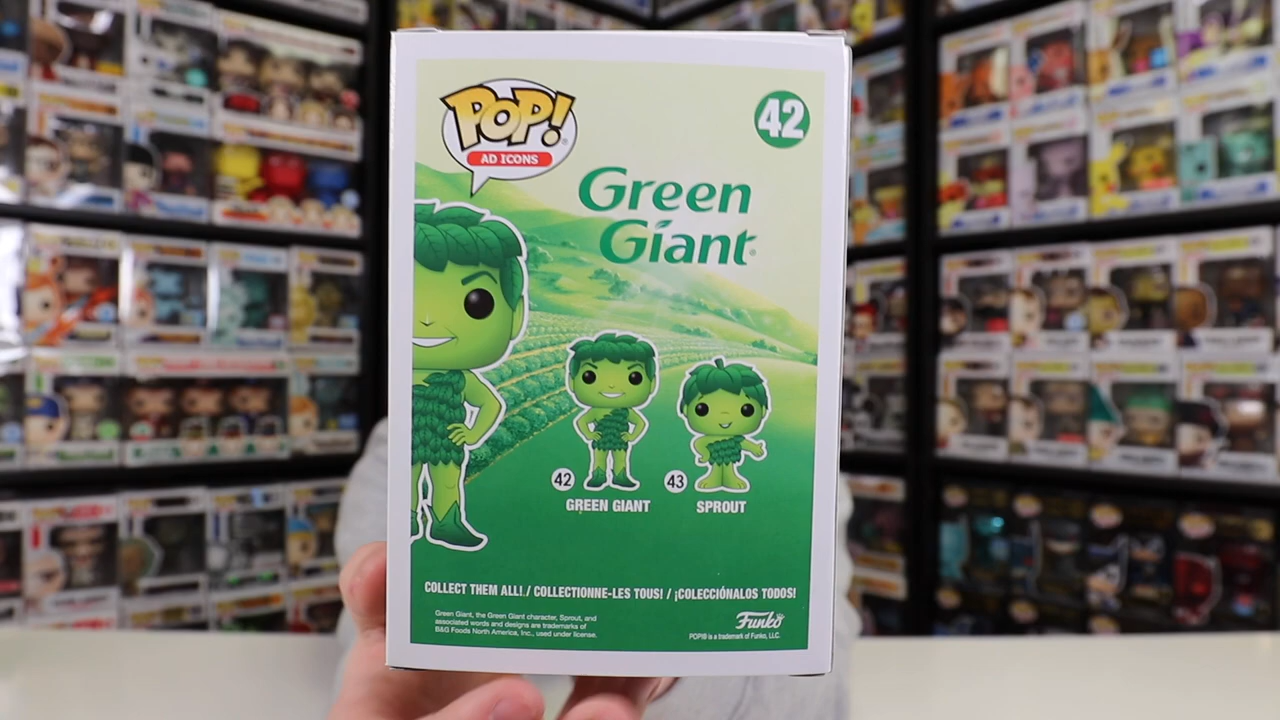 POP!
AD ICONS
42
Green
Giant
42
GREEN GIANT
43
SPROUT
COLLECT THEM ALL! / COLLECTIONNE-LES TOUS! / ¡COLECCIÓNALOS TODOS!
Green Giant, the Green Giant character, Sprout, and
associated words and designs are trademarks of
B&G Foods North America, Inc., used under license.
Funko
POP!® is a trademark of Funko, LLC.